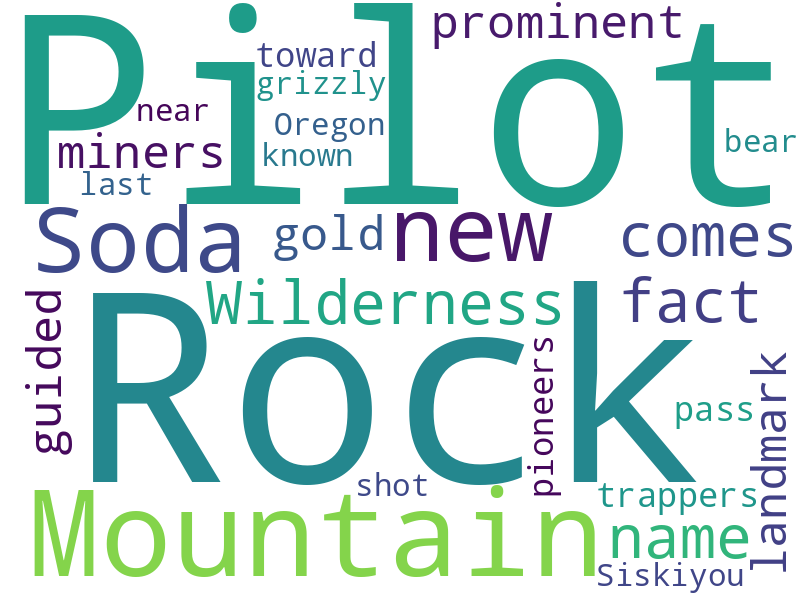 Pilot
prominent
toward
grizzly
near
Oregon
miners
known
bear
last
Soda
gold
new
comes
Wilderness
fact
guided
Rock
pioneers
pass
landmark
shot
trappers
Mountain
name
Siskiyou